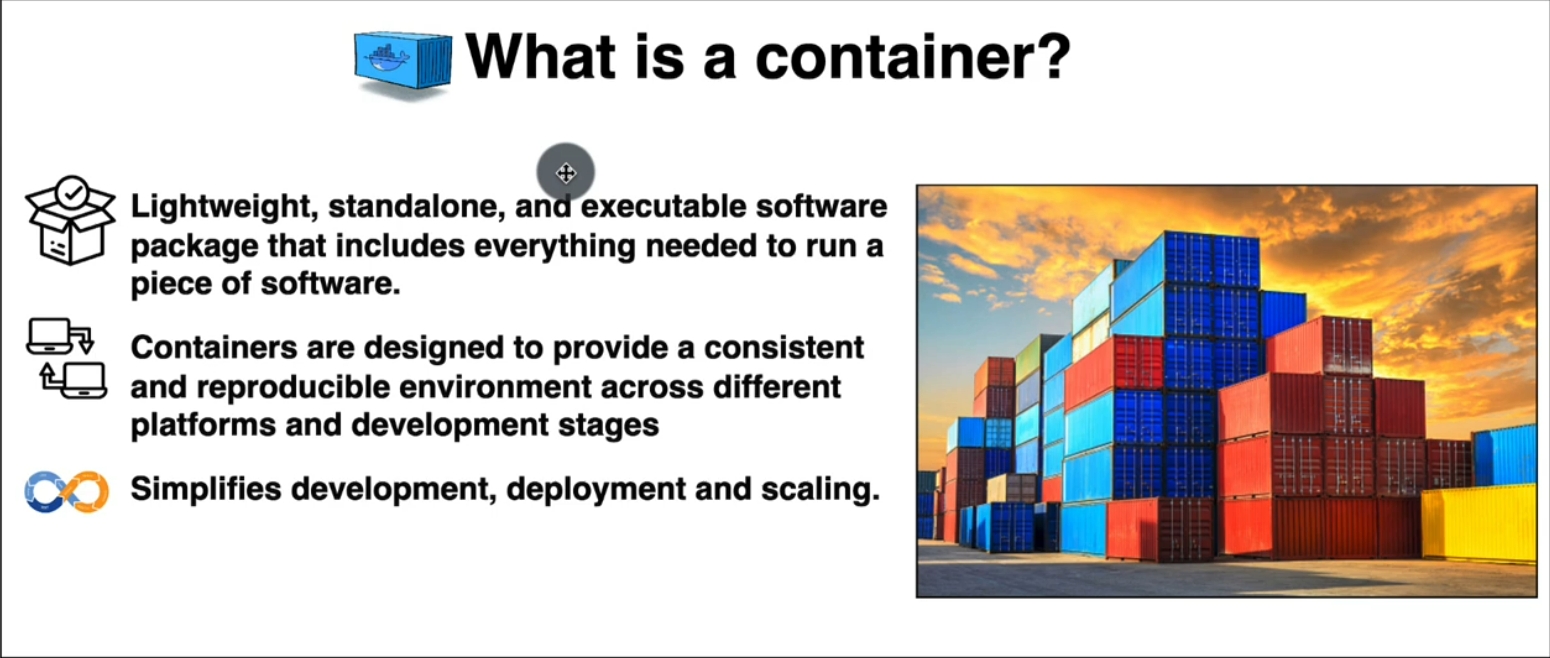 What is a container?
Lightweight, standalone, and executable software
package that includes everything needed to run a
piece of software.
Containers are designed to provide a consistent
and reproducible environment across different
platforms and development stages
Simplifies development, deployment and scaling.